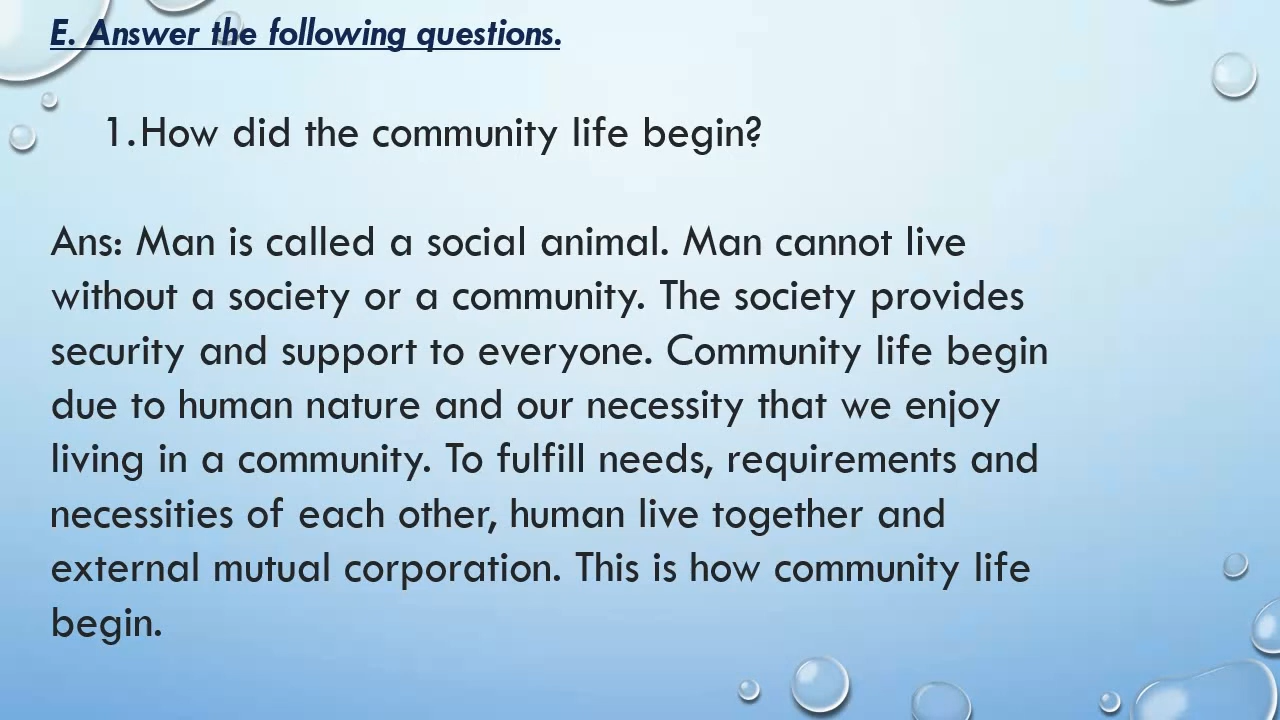 E. Answer the following questions.
1.How did the community life begin?
Ans: Man is called a social animal. Man cannot live
without a society or a community. The society provides
security and support to everyone. Community life begin
due to human nature and our necessity that we enjoy
living in a community. To fulfill needs, requirements and
necessities of each other, human live together and
external mutual corporation. This is how community life
begin.